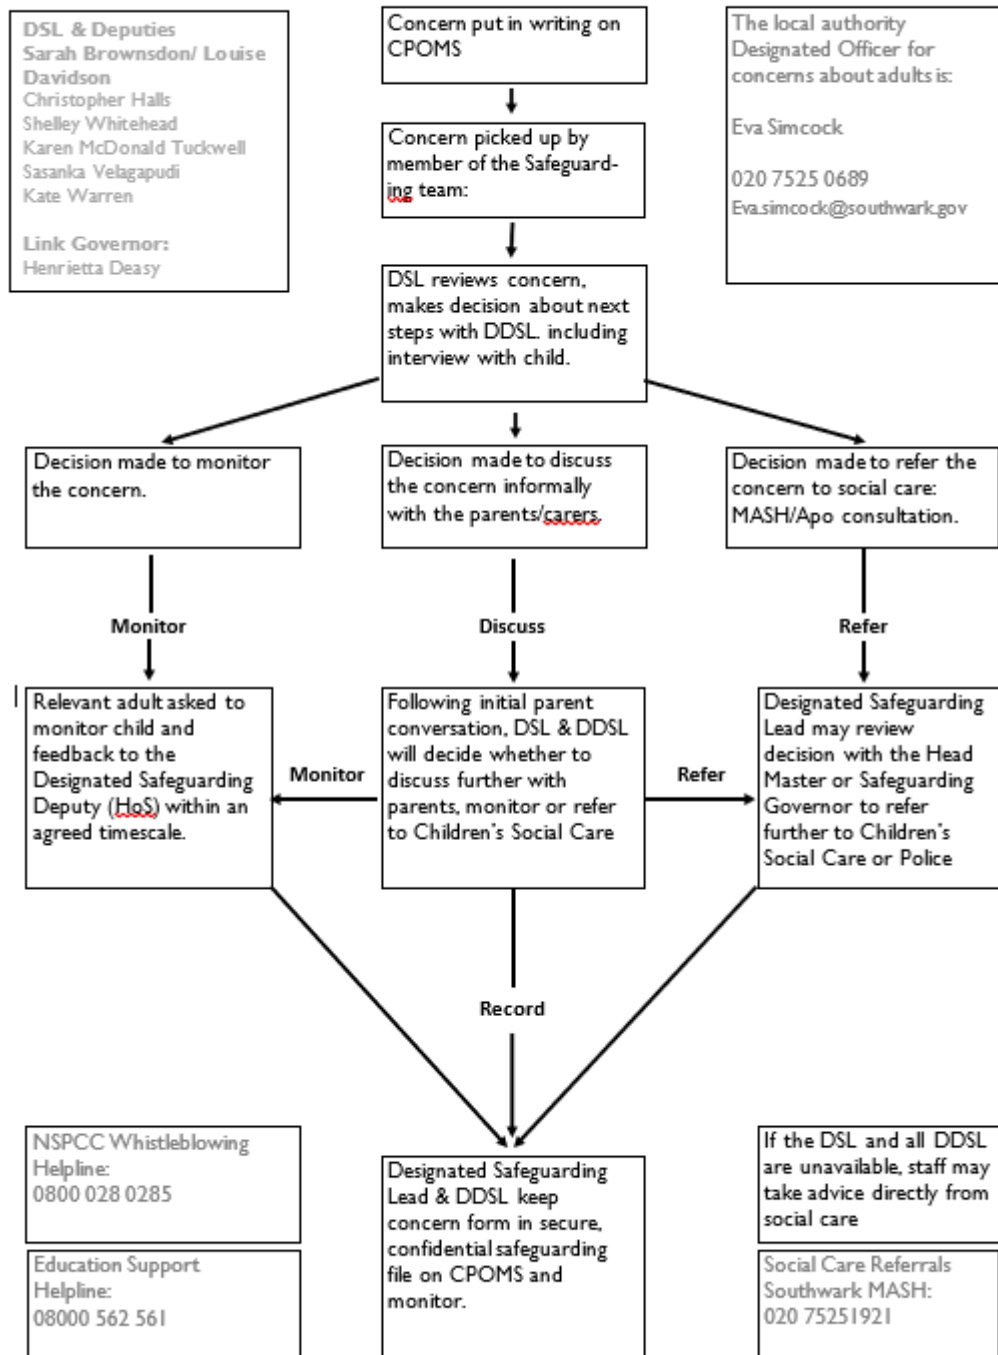 DSL & Deputies
Sarah Brownsdon/ Louise
Davidson
Christopher Halls
Shelley Whitehead
Karen McDonald Tuckwell
Sasanka Velagapudi
Kate Warren
Link Governor:
Henrietta Deasy
Concern put in writing on
CPOMS
The local authority
Designated Officer for
concerns about adults is:
Eva Simcock
020 7525 0689
Eva.simcock@southwark.gov
Concern picked up by
member of the Safeguard-
ing team:
DSL reviews concern,
makes decision about next
steps with DDSL. including
interview with child.
Decision made to monitor
the concern.
Decision made to discuss
the concern informally
with the parents/carers.
Decision made to refer the
concern to social care:
MASH/Apo consultation.
Monitor
Discuss
Refer
Relevant adult asked to
monitor child and
feedback to the
Designated Safeguarding
Deputy (HoS) within an
agreed timescale.
Monitor
Following initial parent
conversation, DSL & DDSL
will decide whether to
discuss further with
parents, monitor or refer
to Children's Social Care
Refer
Designated Safeguarding
Lead may review
decision with the Head
Master or Safeguarding
Governor to refer
further to Children's
Social Care or Police
Record
NSPCC Whistleblowing
Helpline:
0800 028 0285
Education Support
Helpline:
08000 562 561
Designated Safeguarding
Lead & DDSL keep
concern form in secure,
confidential safeguarding
file on CPOMS and
monitor.
If the DSL and all DDSL
are unavailable, staff may
take advice directly from
social care
Social Care Referrals
Southwark MASH:
020 75251921